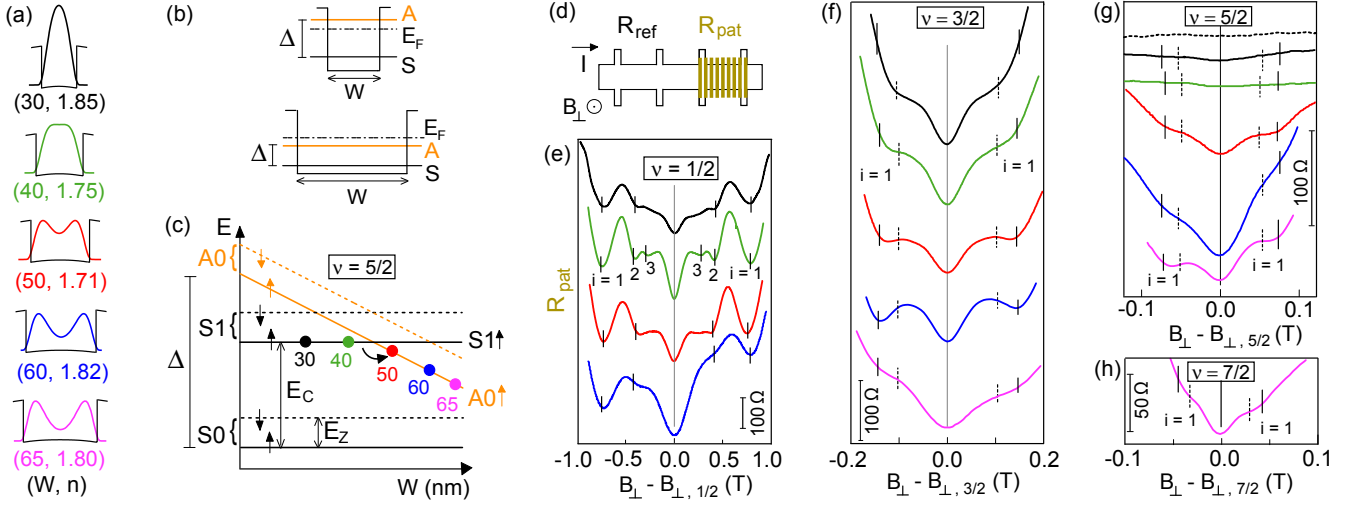 (a)
(30, 1.85)
(40, 1.75)
(50, 1.71)
(60, 1.82)
(65, 1.80)
(W, n)
(b)
A
Δ
E_F
S
W
E_F
Δ
A
S
W
(c)
E
ν = 5/2
A0{
S1{
S1↑
30
40
50
60
65
Δ
E_C
A0↑
S0{
E_Z
W (nm)
(d)
R_ref
R_pat
I
B_⊥ ⊙
(e)
ν = 1/2
i = 1
2
3
3
2
i = 1
R_pat
100 Ω
-1.0
-0.5
0.0
0.5
1.0
B_⊥ - B_⊥, 1/2 (T)
(f)
ν = 3/2
i = 1
i = 1
100 Ω
-0.2
0.0
0.2
B_⊥ - B_⊥, 3/2 (T)
(g)
ν = 5/2
100 Ω
i = 1
i = 1
-0.1
0.0
0.1
B_⊥ - B_⊥, 5/2 (T)
(h)
ν = 7/2
50 Ω
i = 1
i = 1
-0.1
0.0
0.1
B_⊥ - B_⊥, 7/2 (T)